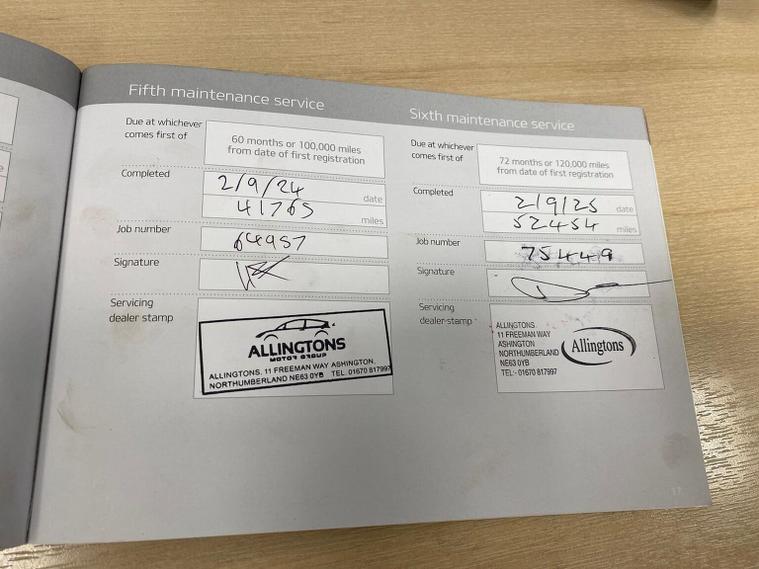 Fifth maintenance service
Due at whichever
comes first of
60 months or 100,000 miles
from date of first registration
Completed
2/9/24 date
41765 miles
Job number
64957
Signature
Servicing
dealer stamp
ALLINGTONS
MOTOR GROUP
ALLINGTONS. 11 FREEMAN WAY ASHINGTON.
NORTHUMBERLAND NE63 0YB TEL. 01670 817997
Sixth maintenance service
Due at whichever
comes first of
72 months or 120,000 miles
from date of first registration
Completed
2/9/25 date
52454 miles
Job number
75449
Signature
Servicing
dealer stamp
ALLINGTONS
11 FREEMAN WAY
ASHINGTON
NORTHUMBERLAND
NE63 0YB
TEL:- 01670 817997
Allingtons
17